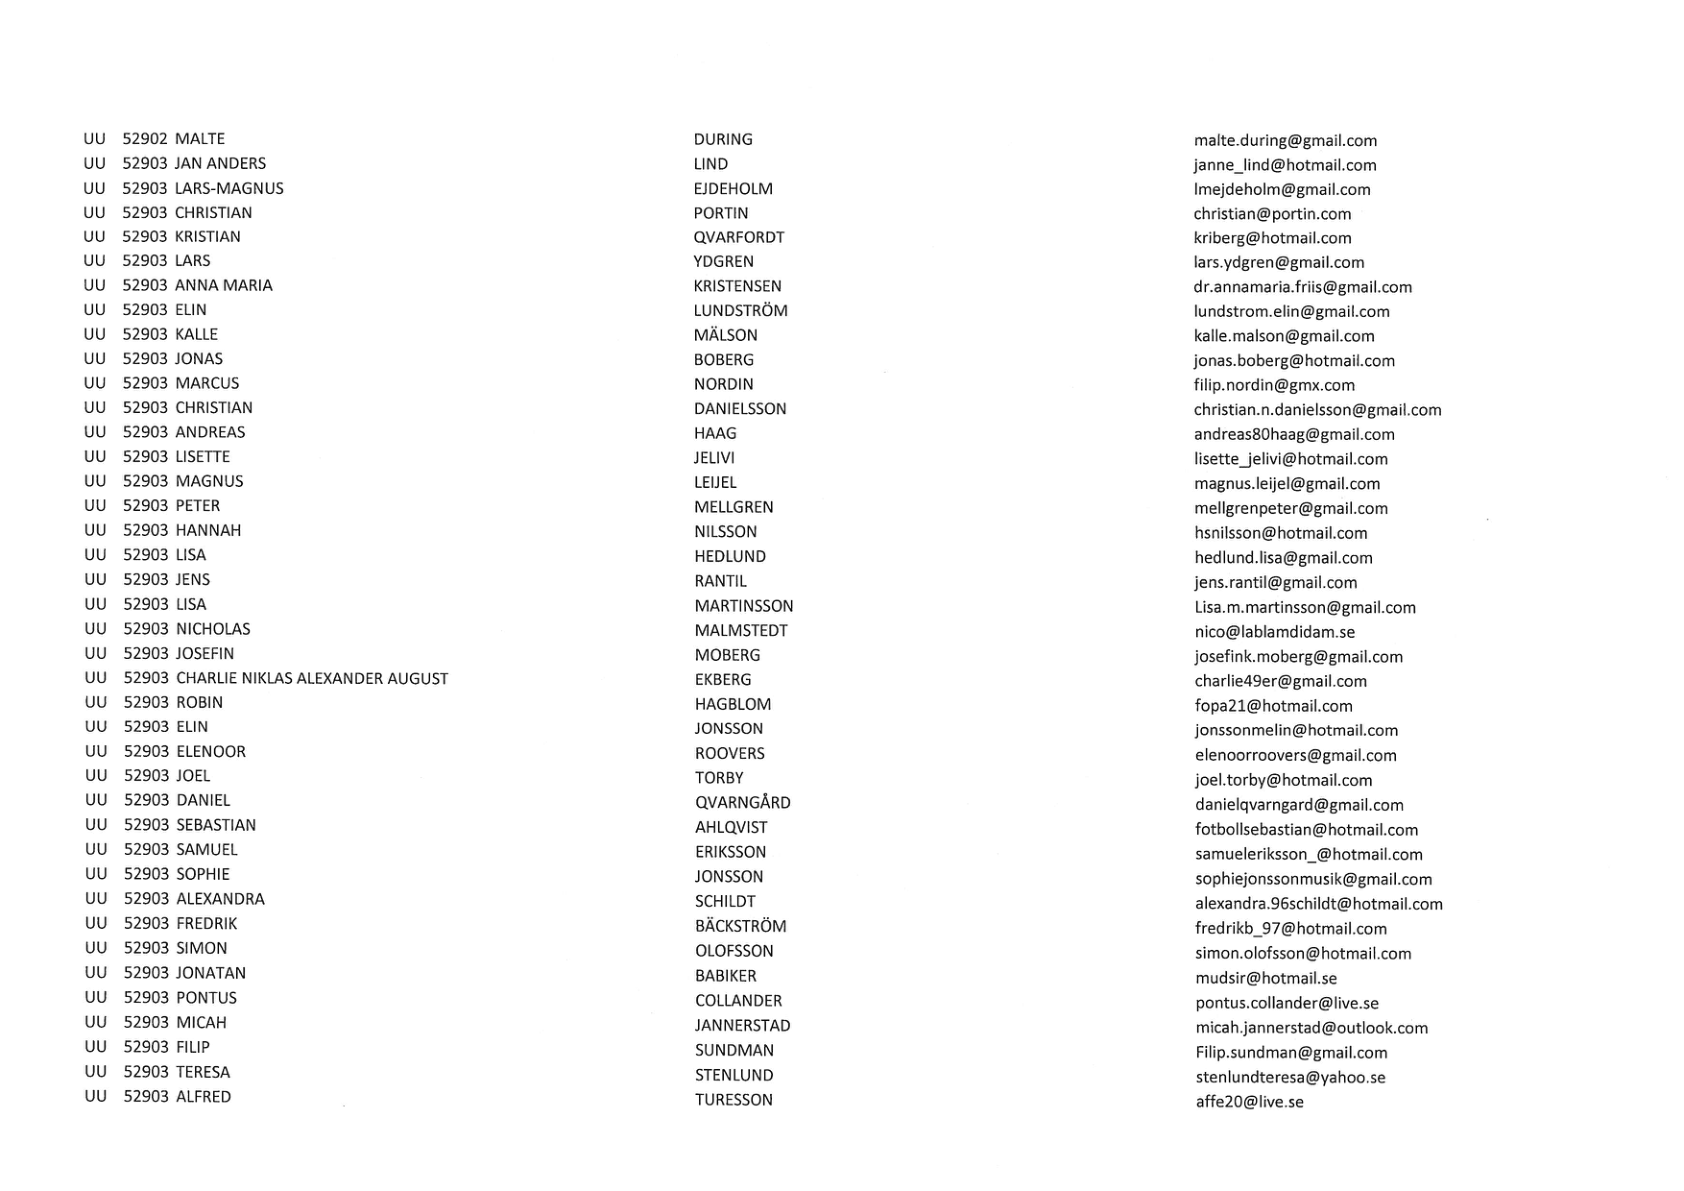 UU 52902 MALTE DURING malte.during@gmail.com
UU 52903 JAN ANDERS LIND janne_lind@hotmail.com
UU 52903 LARS-MAGNUS EJDEHOLM lmejdeholm@gmail.com
UU 52903 CHRISTIAN PORTIN christian@portin.com
UU 52903 KRISTIAN QVARFORDT kriberg@hotmail.com
UU 52903 LARS YDGREN lars.ydgren@gmail.com
UU 52903 ANNA MARIA KRISTENSEN dr.annamaria.friis@gmail.com
UU 52903 ELIN LUNDSTRÖM lundstrom.elin@gmail.com
UU 52903 KALLE MÄLSON kalle.malson@gmail.com
UU 52903 JONAS BOBERG jonas.boberg@hotmail.com
UU 52903 MARCUS NORDIN filip.nordin@gmx.com
UU 52903 CHRISTIAN DANIELSSON christian.n.danielsson@gmail.com
UU 52903 ANDREAS HAAG andreas80haag@gmail.com
UU 52903 LISETTE JELIVI lisette_jelivi@hotmail.com
UU 52903 MAGNUS LEIJEL magnus.leijel@gmail.com
UU 52903 PETER MELLGREN mellgrenpeter@gmail.com
UU 52903 HANNAH NILSSON hsnilsson@hotmail.com
UU 52903 LISA HEDLUND hedlund.lisa@gmail.com
UU 52903 JENS RANTIL jens.rantil@gmail.com
UU 52903 LISA MARTINSSON Lisa.m.martinsson@gmail.com
UU 52903 NICHOLAS MALMSTEDT nico@lablamdidam.se
UU 52903 JOSEFIN MOBERG josefink.moberg@gmail.com
UU 52903 CHARLIE NIKLAS ALEXANDER AUGUST EKBERG charlie49er@gmail.com
UU 52903 ROBIN HAGBLOM fopa21@hotmail.com
UU 52903 ELIN JONSSON jonssonmelin@hotmail.com
UU 52903 ELENOOR ROOVERS elenoorroovers@gmail.com
UU 52903 JOEL TORBY joel.torby@hotmail.com
UU 52903 DANIEL QVARNGÅRD danielqvarngard@gmail.com
UU 52903 SEBASTIAN AHLQVIST fotbollsebastian@hotmail.com
UU 52903 SAMUEL ERIKSSON samueleriksson_@hotmail.com
UU 52903 SOPHIE JONSSON sophiejonssonmusik@gmail.com
UU 52903 ALEXANDRA SCHILDT alexandra.96schildt@hotmail.com
UU 52903 FREDRIK BÄCKSTRÖM fredrikb_97@hotmail.com
UU 52903 SIMON OLOFSSON simon.olofsson@hotmail.com
UU 52903 JONATAN BABIKER mudsir@hotmail.se
UU 52903 PONTUS COLLANDER pontus.collander@live.se
UU 52903 MICAH JANNERSTAD micah.jannerstad@outlook.com
UU 52903 FILIP SUNDMAN Filip.sundman@gmail.com
UU 52903 TERESA STENLUND stenlundteresa@yahoo.se
UU 52903 ALFRED TURESSON affe20@live.se